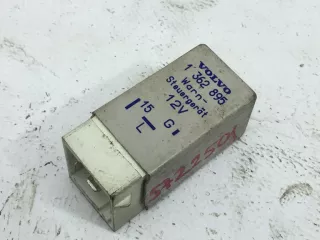 VOLVO
1 362 895
Warn-
Steuergerät
12V
15 G
L